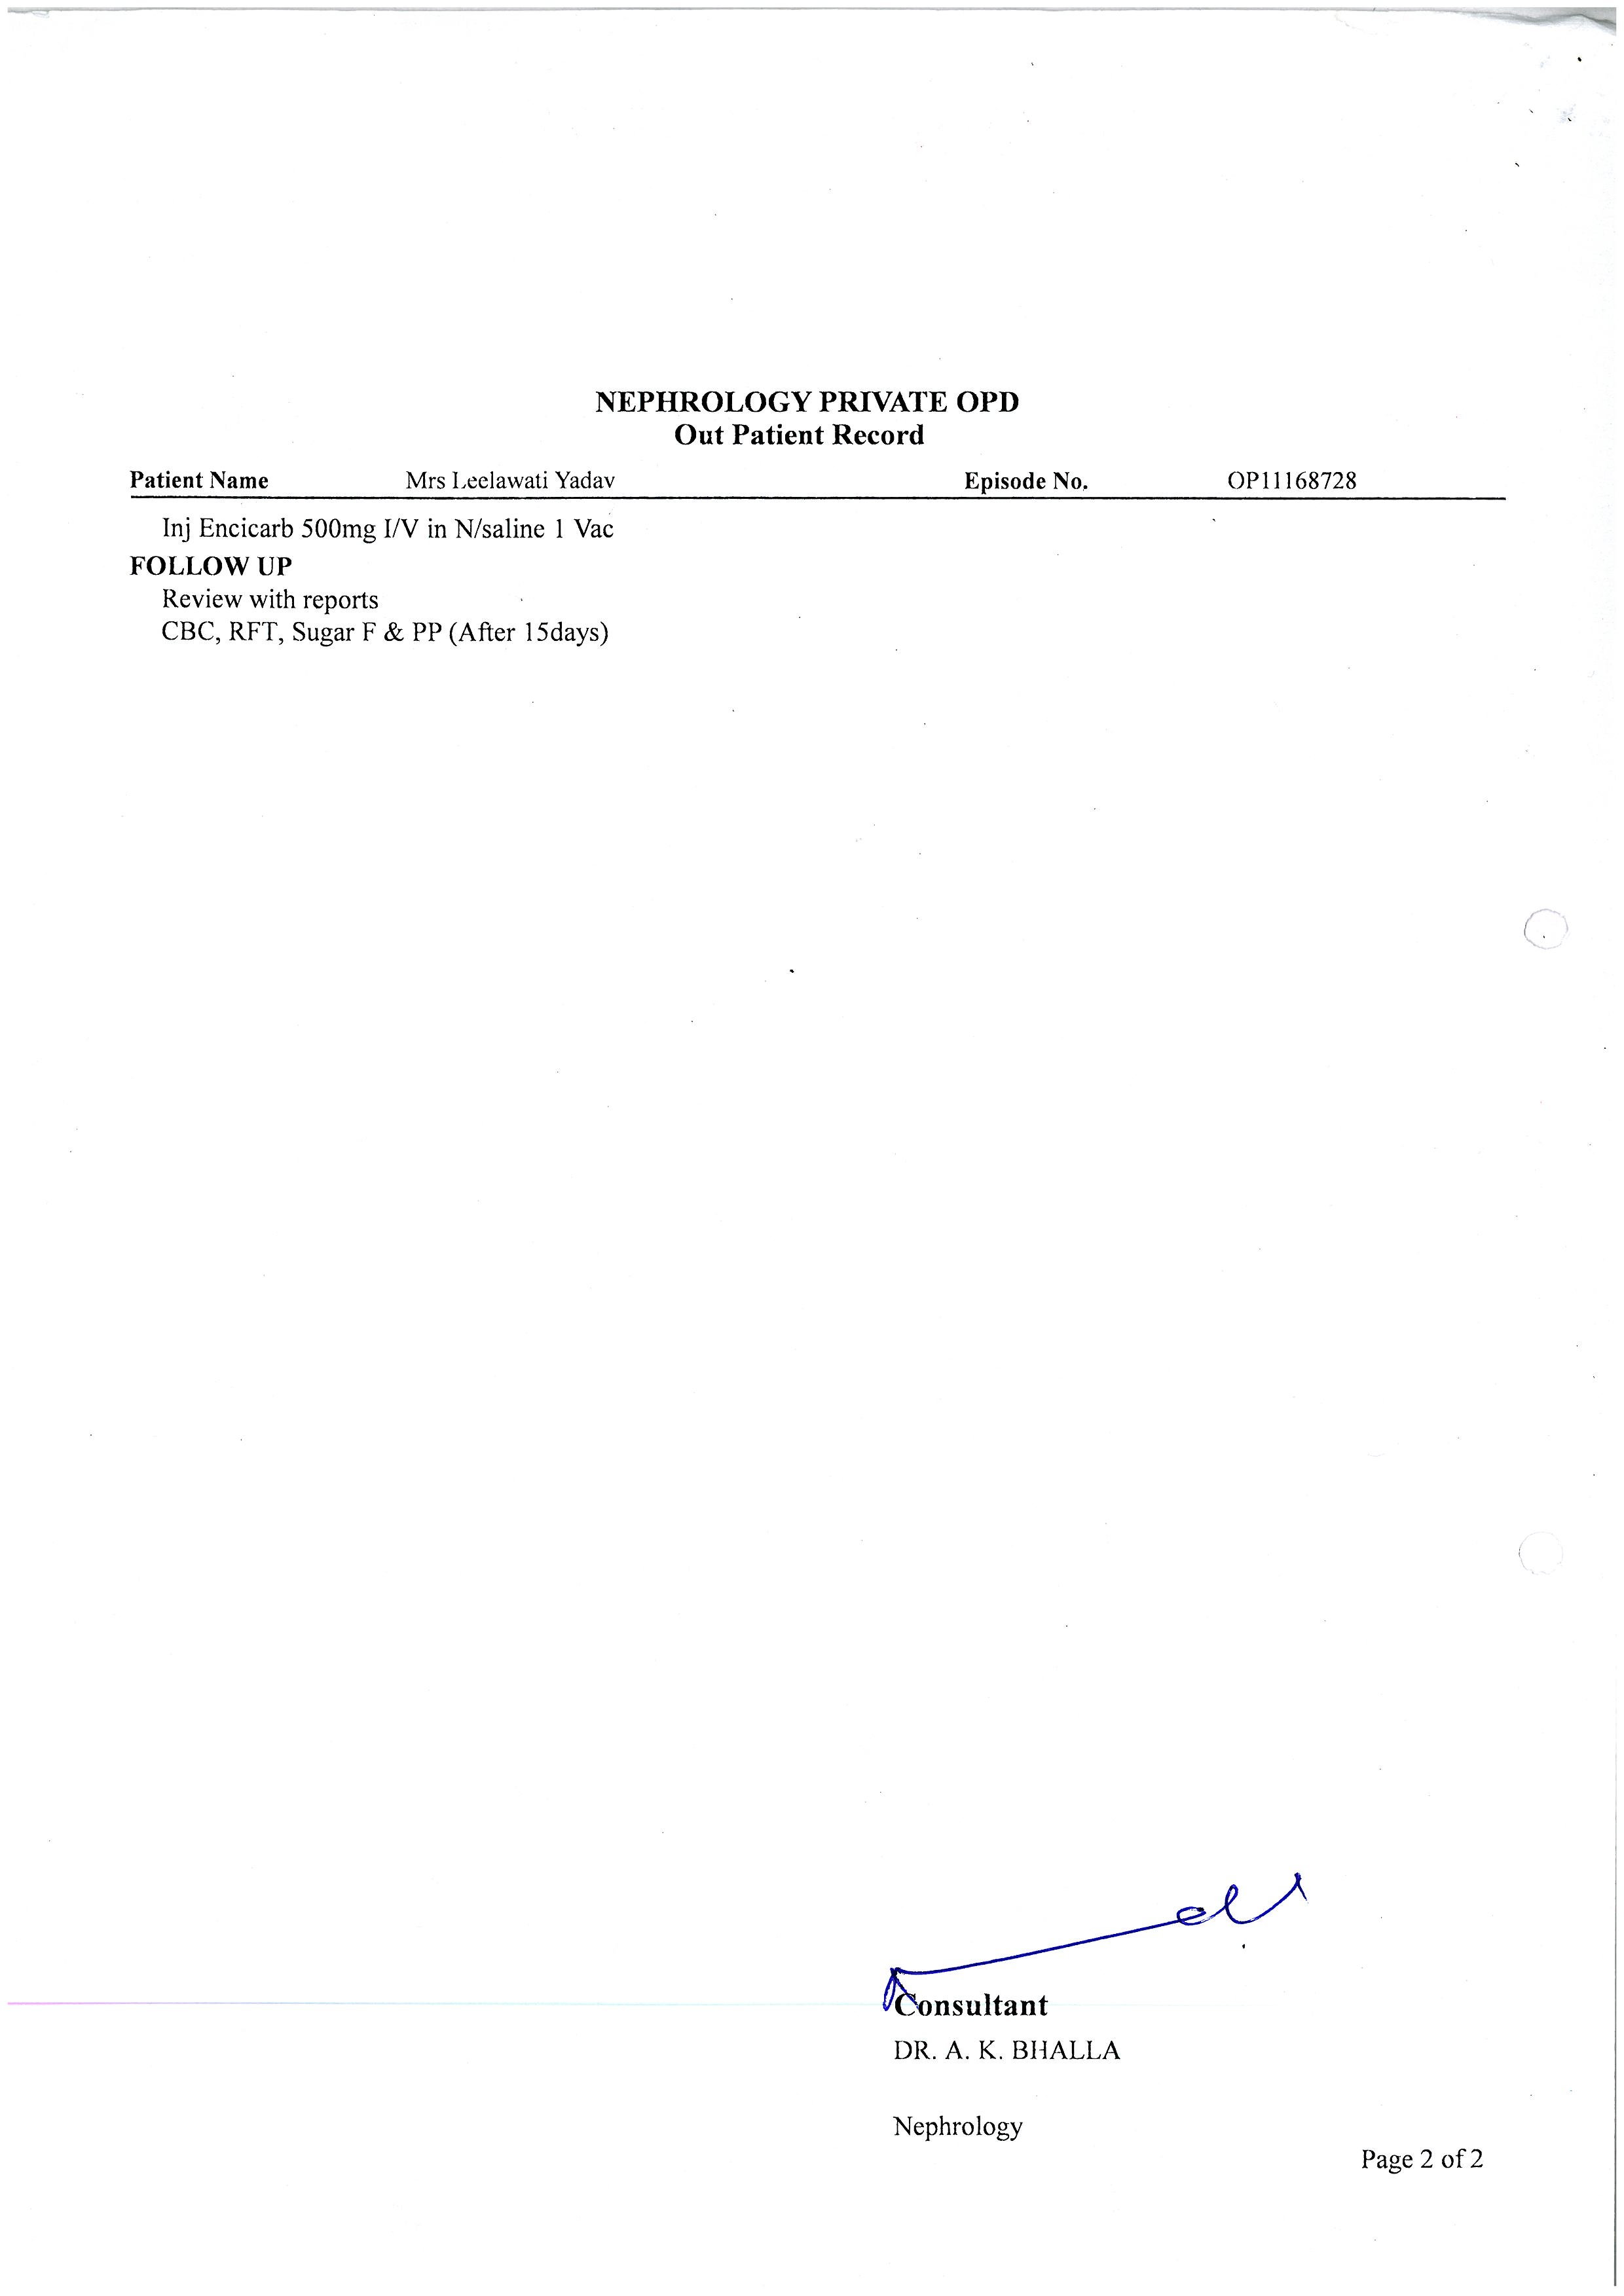 NEPHROLOGY PRIVATE OPD
Out Patient Record
Patient Name Mrs Leelawati Yadav Episode No. OP11168728
Inj Encicarb 500mg I/V in N/saline 1 Vac
FOLLOW UP
Review with reports
CBC, RFT, Sugar F & PP (After 15days)
Consultant
DR. A. K. BHALLA
Nephrology
Page 2 of 2